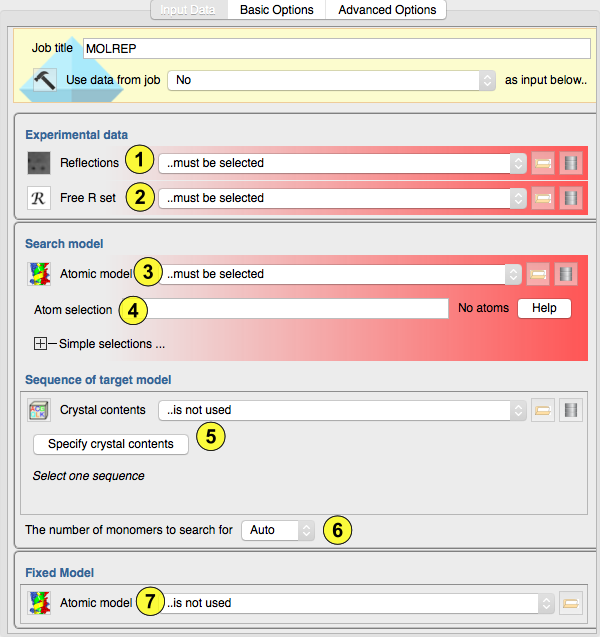 Input Data Basic Options Advanced Options
Job title MOLREP
Use data from job No as input below..
Experimental data
Reflections 1 ..must be selected
R Free R set 2 ..must be selected
Search model
Atomic model 3 ..must be selected
Atom selection 4 No atoms Help
Simple selections ...
Sequence of target model
Crystal contents ..is not used
5
Specify crystal contents
Select one sequence
The number of monomers to search for Auto 6
Fixed Model
Atomic model 7 ..is not used